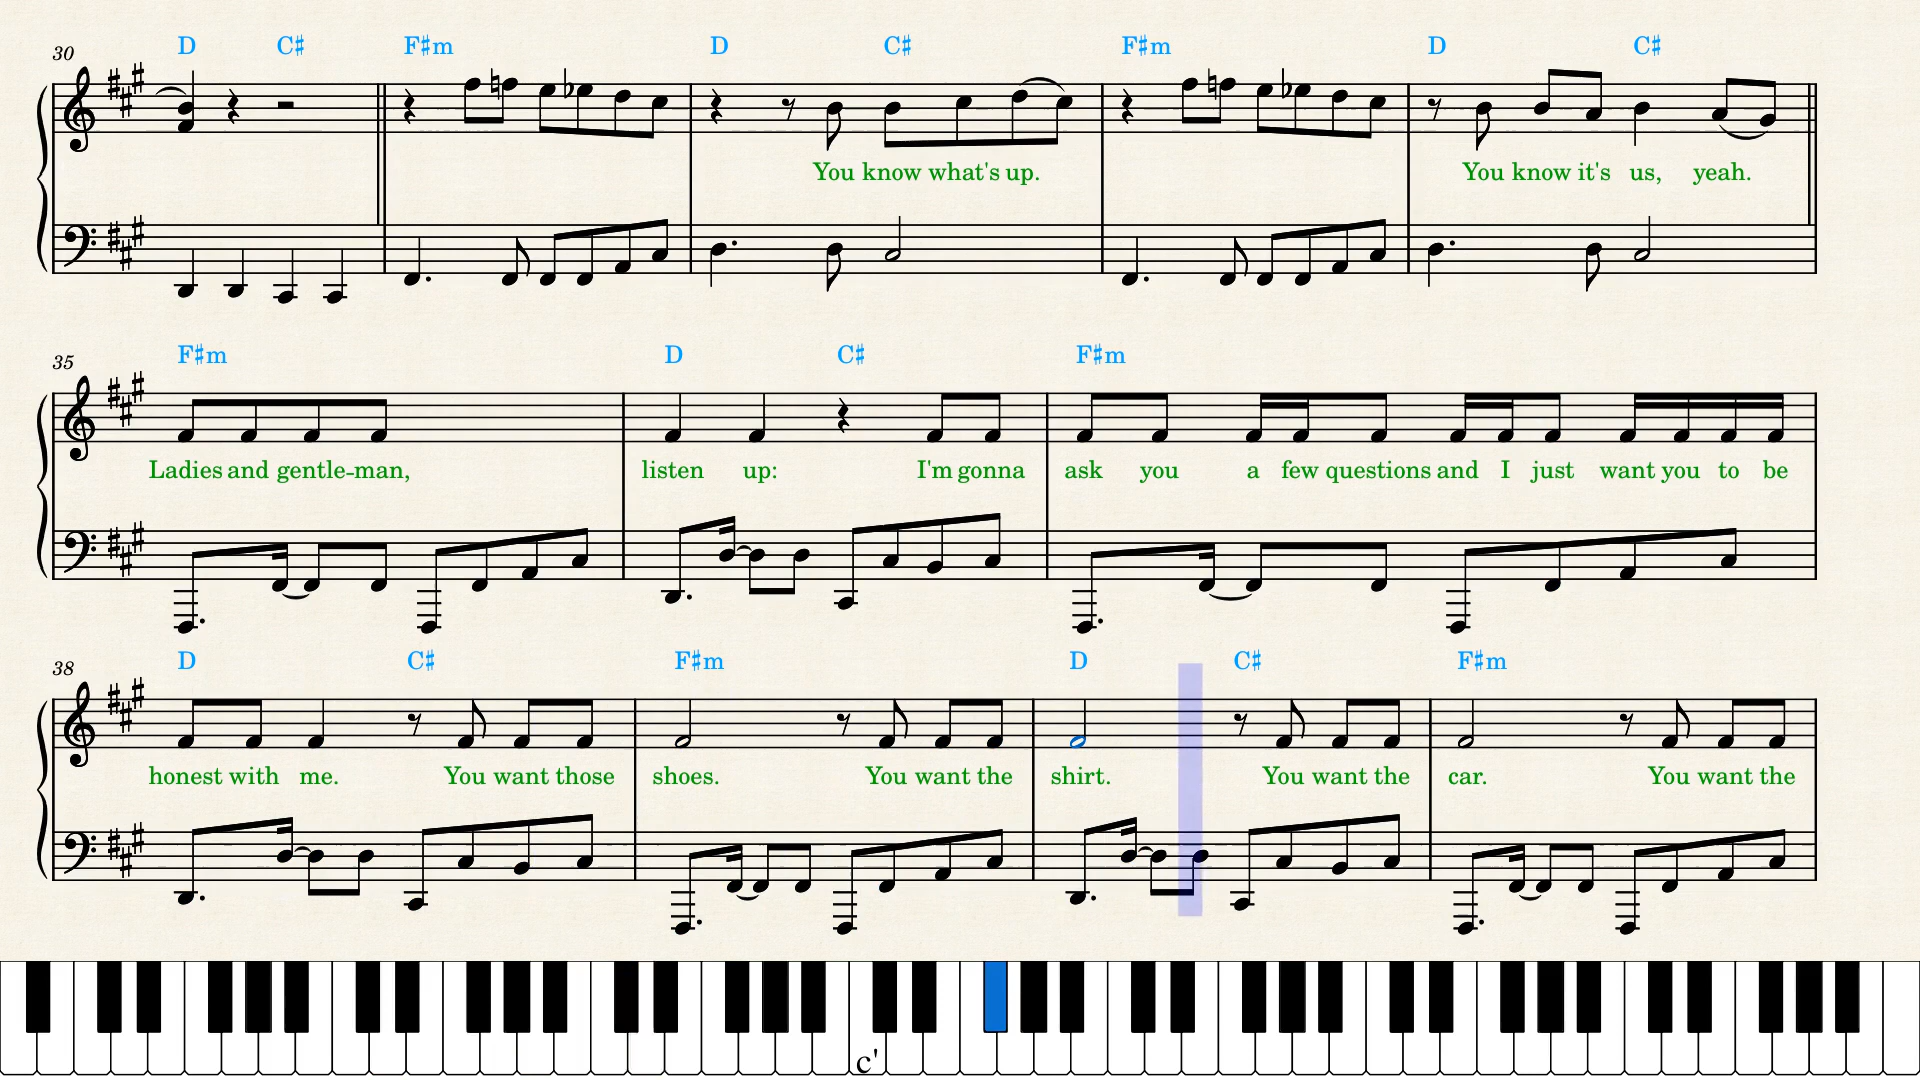 30 D C♯ F♯m D C♯ F♯m D C♯
You know what's up. You know it's us, yeah.
35 F♯m D C♯ F♯m
Ladies and gentle-man, listen up: I'm gonna ask you a few questions and I just want you to be
38 D C♯ F♯m D C♯ F♯m
honest with me. You want those shoes. You want the shirt. You want the car. You want the
c'